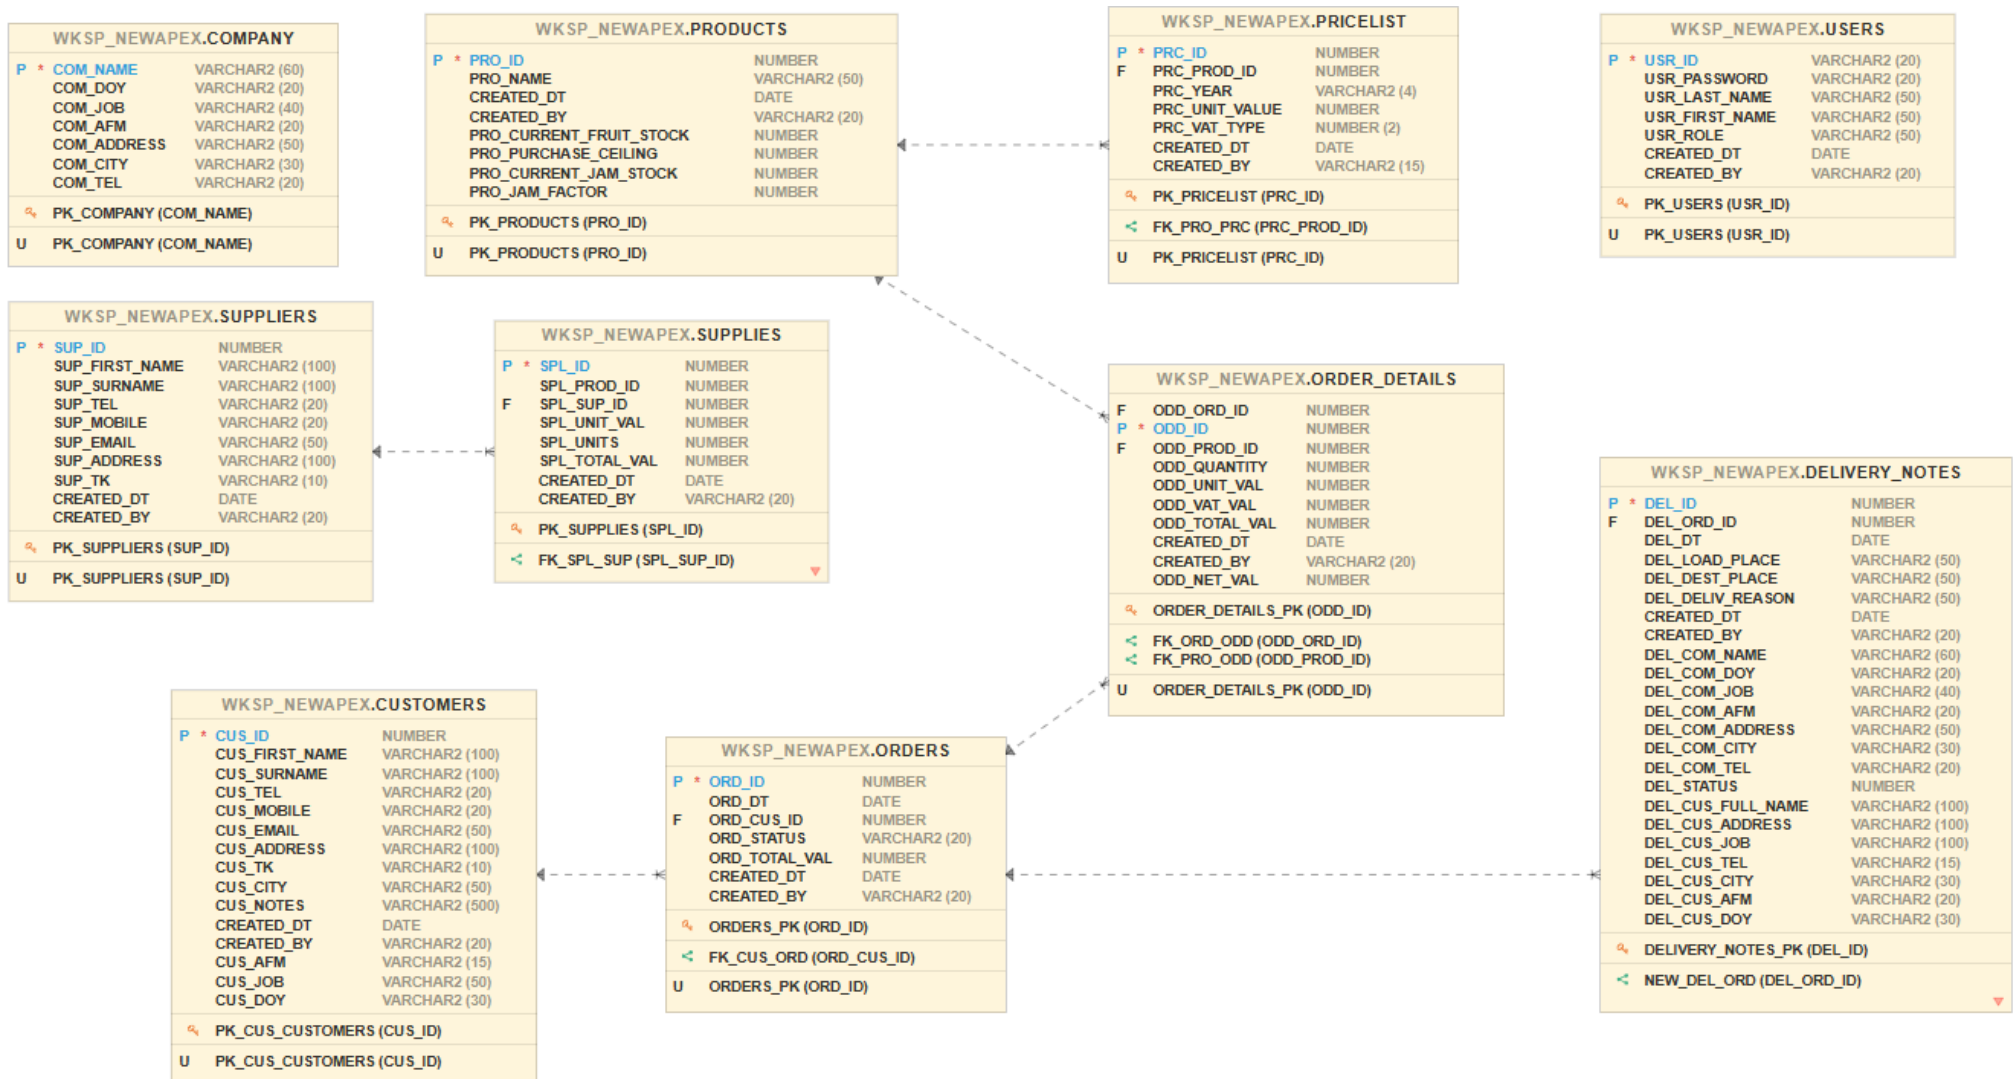 WKSP_NEWAPEX.COMPANY
P * COM_NAME VARCHAR2 (60)
COM_DOY VARCHAR2 (20)
COM_JOB VARCHAR2 (40)
COM_AFM VARCHAR2 (20)
COM_ADDRESS VARCHAR2 (50)
COM_CITY VARCHAR2 (30)
COM_TEL VARCHAR2 (20)
PK_COMPANY (COM_NAME)
U PK_COMPANY (COM_NAME)
WKSP_NEWAPEX.PRODUCTS
P * PRO_ID NUMBER
PRO_NAME VARCHAR2 (50)
CREATED_DT DATE
CREATED_BY VARCHAR2 (20)
PRO_CURRENT_FRUIT_STOCK NUMBER
PRO_PURCHASE_CEILING NUMBER
PRO_CURRENT_JAM_STOCK NUMBER
PRO_JAM_FACTOR NUMBER
PK_PRODUCTS (PRO_ID)
U PK_PRODUCTS (PRO_ID)
WKSP_NEWAPEX.PRICELIST
P * PRC_ID NUMBER
F PRC_PROD_ID NUMBER
PRC_YEAR VARCHAR2 (4)
PRC_UNIT_VALUE NUMBER
PRC_VAT_TYPE NUMBER (2)
CREATED_DT DATE
CREATED_BY VARCHAR2 (15)
PK_PRICELIST (PRC_ID)
FK_PRO_PRC (PRC_PROD_ID)
U PK_PRICELIST (PRC_ID)
WKSP_NEWAPEX.USERS
P * USR_ID VARCHAR2 (20)
USR_PASSWORD VARCHAR2 (20)
USR_LAST_NAME VARCHAR2 (50)
USR_FIRST_NAME VARCHAR2 (50)
USR_ROLE VARCHAR2 (50)
CREATED_DT DATE
CREATED_BY VARCHAR2 (20)
PK_USERS (USR_ID)
U PK_USERS (USR_ID)
WKSP_NEWAPEX.SUPPLIERS
P * SUP_ID NUMBER
SUP_FIRST_NAME VARCHAR2 (100)
SUP_SURNAME VARCHAR2 (100)
SUP_TEL VARCHAR2 (20)
SUP_MOBILE VARCHAR2 (20)
SUP_EMAIL VARCHAR2 (50)
SUP_ADDRESS VARCHAR2 (100)
SUP_TK VARCHAR2 (10)
CREATED_DT DATE
CREATED_BY VARCHAR2 (20)
PK_SUPPLIERS (SUP_ID)
U PK_SUPPLIERS (SUP_ID)
WKSP_NEWAPEX.SUPPLIES
P * SPL_ID NUMBER
SPL_PROD_ID NUMBER
F SPL_SUP_ID NUMBER
SPL_UNIT_VAL NUMBER
SPL_UNITS NUMBER
SPL_TOTAL_VAL NUMBER
CREATED_DT DATE
CREATED_BY VARCHAR2 (20)
PK_SUPPLIES (SPL_ID)
FK_SPL_SUP (SPL_SUP_ID)
WKSP_NEWAPEX.ORDER_DETAILS
F ODD_ORD_ID NUMBER
P * ODD_ID NUMBER
F ODD_PROD_ID NUMBER
ODD_QUANTITY NUMBER
ODD_UNIT_VAL NUMBER
ODD_VAT_VAL NUMBER
ODD_TOTAL_VAL NUMBER
CREATED_DT DATE
CREATED_BY VARCHAR2 (20)
ODD_NET_VAL NUMBER
ORDER_DETAILS_PK (ODD_ID)
FK_ORD_ODD (ODD_ORD_ID)
FK_PRO_ODD (ODD_PROD_ID)
U ORDER_DETAILS_PK (ODD_ID)
WKSP_NEWAPEX.DELIVERY_NOTES
P * DEL_ID NUMBER
F DEL_ORD_ID NUMBER
DEL_DT DATE
DEL_LOAD_PLACE VARCHAR2 (50)
DEL_DEST_PLACE VARCHAR2 (50)
DEL_DELIV_REASON VARCHAR2 (50)
CREATED_DT DATE
CREATED_BY VARCHAR2 (20)
DEL_COM_NAME VARCHAR2 (60)
DEL_COM_DOY VARCHAR2 (20)
DEL_COM_JOB VARCHAR2 (40)
DEL_COM_AFM VARCHAR2 (20)
DEL_COM_ADDRESS VARCHAR2 (50)
DEL_COM_CITY VARCHAR2 (30)
DEL_COM_TEL VARCHAR2 (20)
DEL_STATUS NUMBER
DEL_CUS_FULL_NAME VARCHAR2 (100)
DEL_CUS_ADDRESS VARCHAR2 (100)
DEL_CUS_JOB VARCHAR2 (100)
DEL_CUS_TEL VARCHAR2 (15)
DEL_CUS_CITY VARCHAR2 (30)
DEL_CUS_AFM VARCHAR2 (20)
DEL_CUS_DOY VARCHAR2 (30)
DELIVERY_NOTES_PK (DEL_ID)
NEW_DEL_ORD (DEL_ORD_ID)
WKSP_NEWAPEX.CUSTOMERS
P * CUS_ID NUMBER
CUS_FIRST_NAME VARCHAR2 (100)
CUS_SURNAME VARCHAR2 (100)
CUS_TEL VARCHAR2 (20)
CUS_MOBILE VARCHAR2 (20)
CUS_EMAIL VARCHAR2 (50)
CUS_ADDRESS VARCHAR2 (100)
CUS_TK VARCHAR2 (10)
CUS_CITY VARCHAR2 (50)
CUS_NOTES VARCHAR2 (500)
CREATED_DT DATE
CREATED_BY VARCHAR2 (20)
CUS_AFM VARCHAR2 (15)
CUS_JOB VARCHAR2 (50)
CUS_DOY VARCHAR2 (30)
PK_CUS_CUSTOMERS (CUS_ID)
U PK_CUS_CUSTOMERS (CUS_ID)
WKSP_NEWAPEX.ORDERS
P * ORD_ID NUMBER
ORD_DT DATE
F ORD_CUS_ID NUMBER
ORD_STATUS VARCHAR2 (20)
ORD_TOTAL_VAL NUMBER
CREATED_DT DATE
CREATED_BY VARCHAR2 (20)
ORDERS_PK (ORD_ID)
FK_CUS_ORD (ORD_CUS_ID)
U ORDERS_PK (ORD_ID)